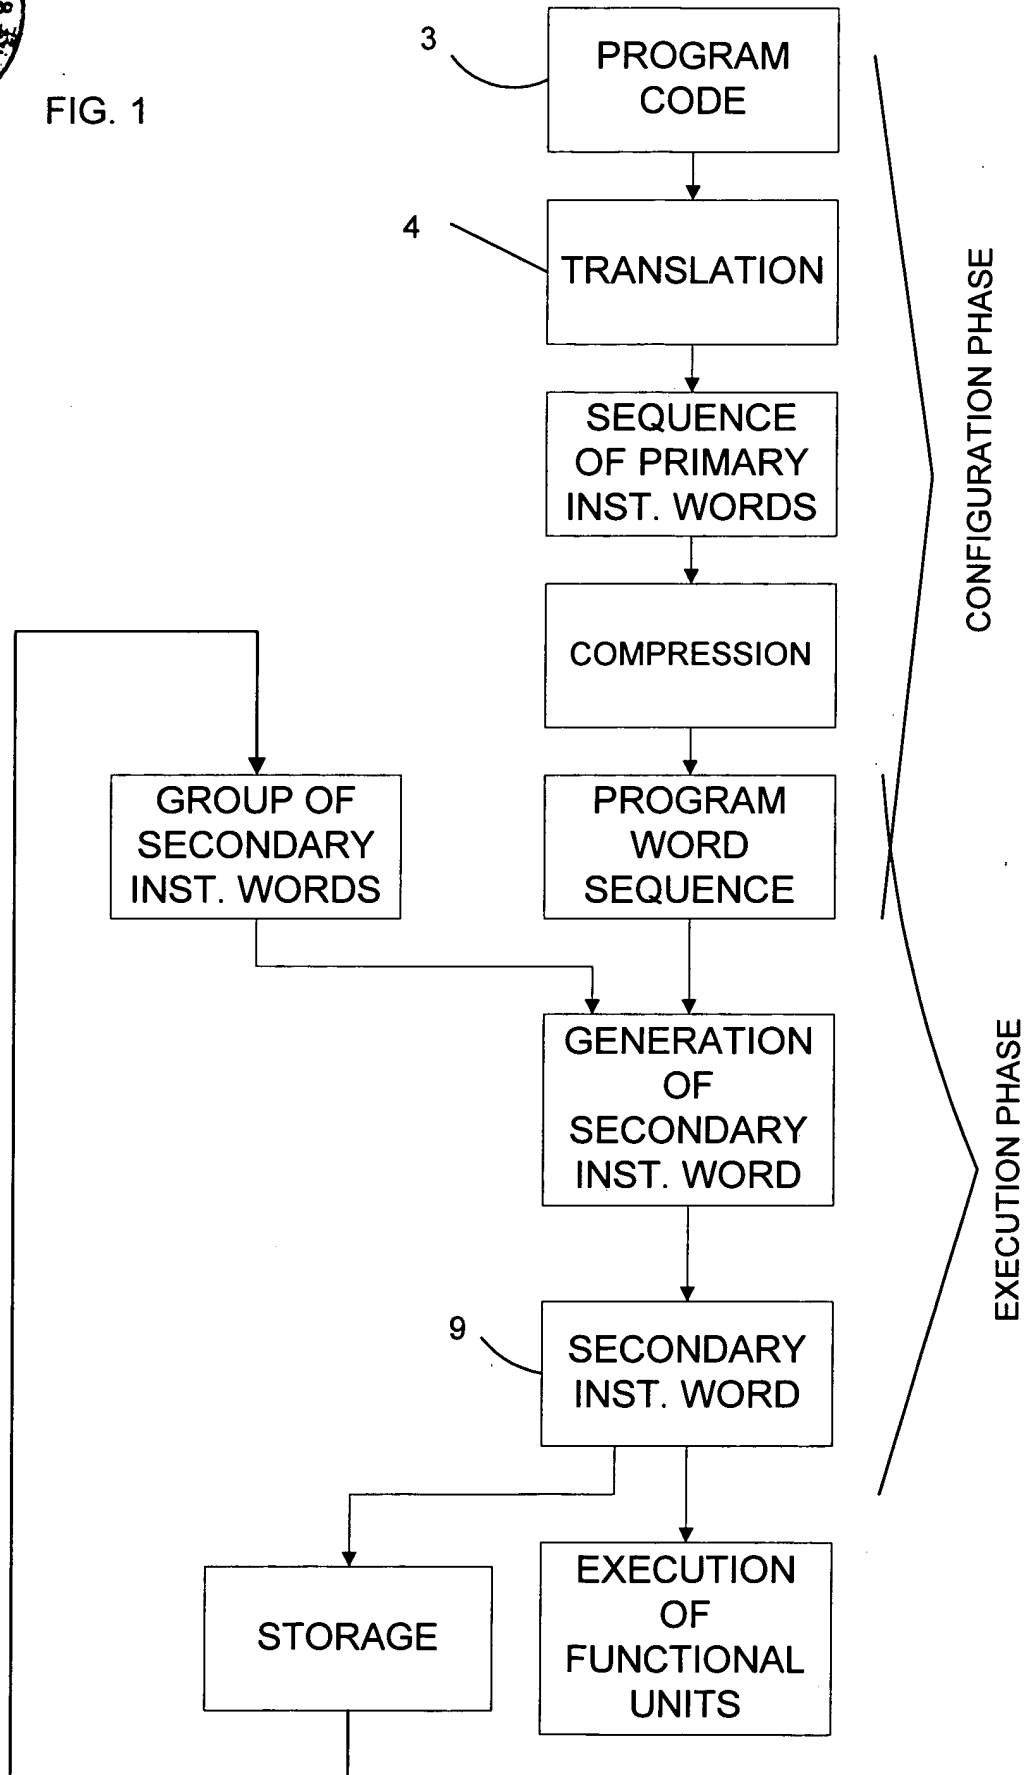 FIG. 1
3
PROGRAM
CODE
4
TRANSLATION
SEQUENCE
OF PRIMARY
INST. WORDS
COMPRESSION
CONFIGURATION PHASE
GROUP OF
SECONDARY
INST. WORDS
PROGRAM
WORD
SEQUENCE
GENERATION
OF
SECONDARY
INST. WORD
EXECUTION PHASE
9
SECONDARY
INST. WORD
STORAGE
EXECUTION
OF
FUNCTIONAL
UNITS